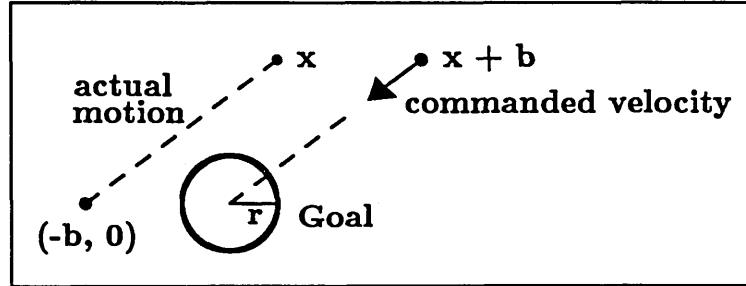 x
x + b
actual
motion
commanded velocity
r
Goal
(-b, 0)